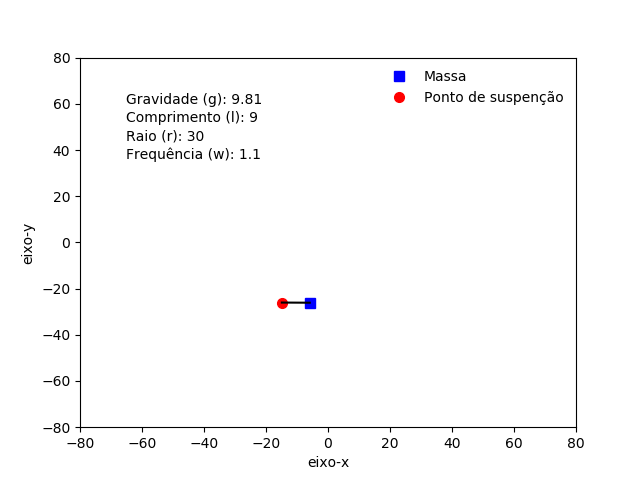 Massa
Ponto de suspenção
Gravidade (g): 9.81
Comprimento (l): 9
Raio (r): 30
Frequência (w): 1.1
80
60
40
20
0
−20
−40
−60
−80
eixo-y
−80 −60 −40 −20 0 20 40 60 80
eixo-x